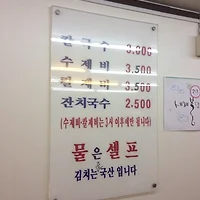 칼국수 3.000
수제비 3.500
칼제비 3.500
잔치국수 2.500
(수제비·칼제비는 3시 이후에만 됩니다)
물은 셀프
김치는 국산 입니다